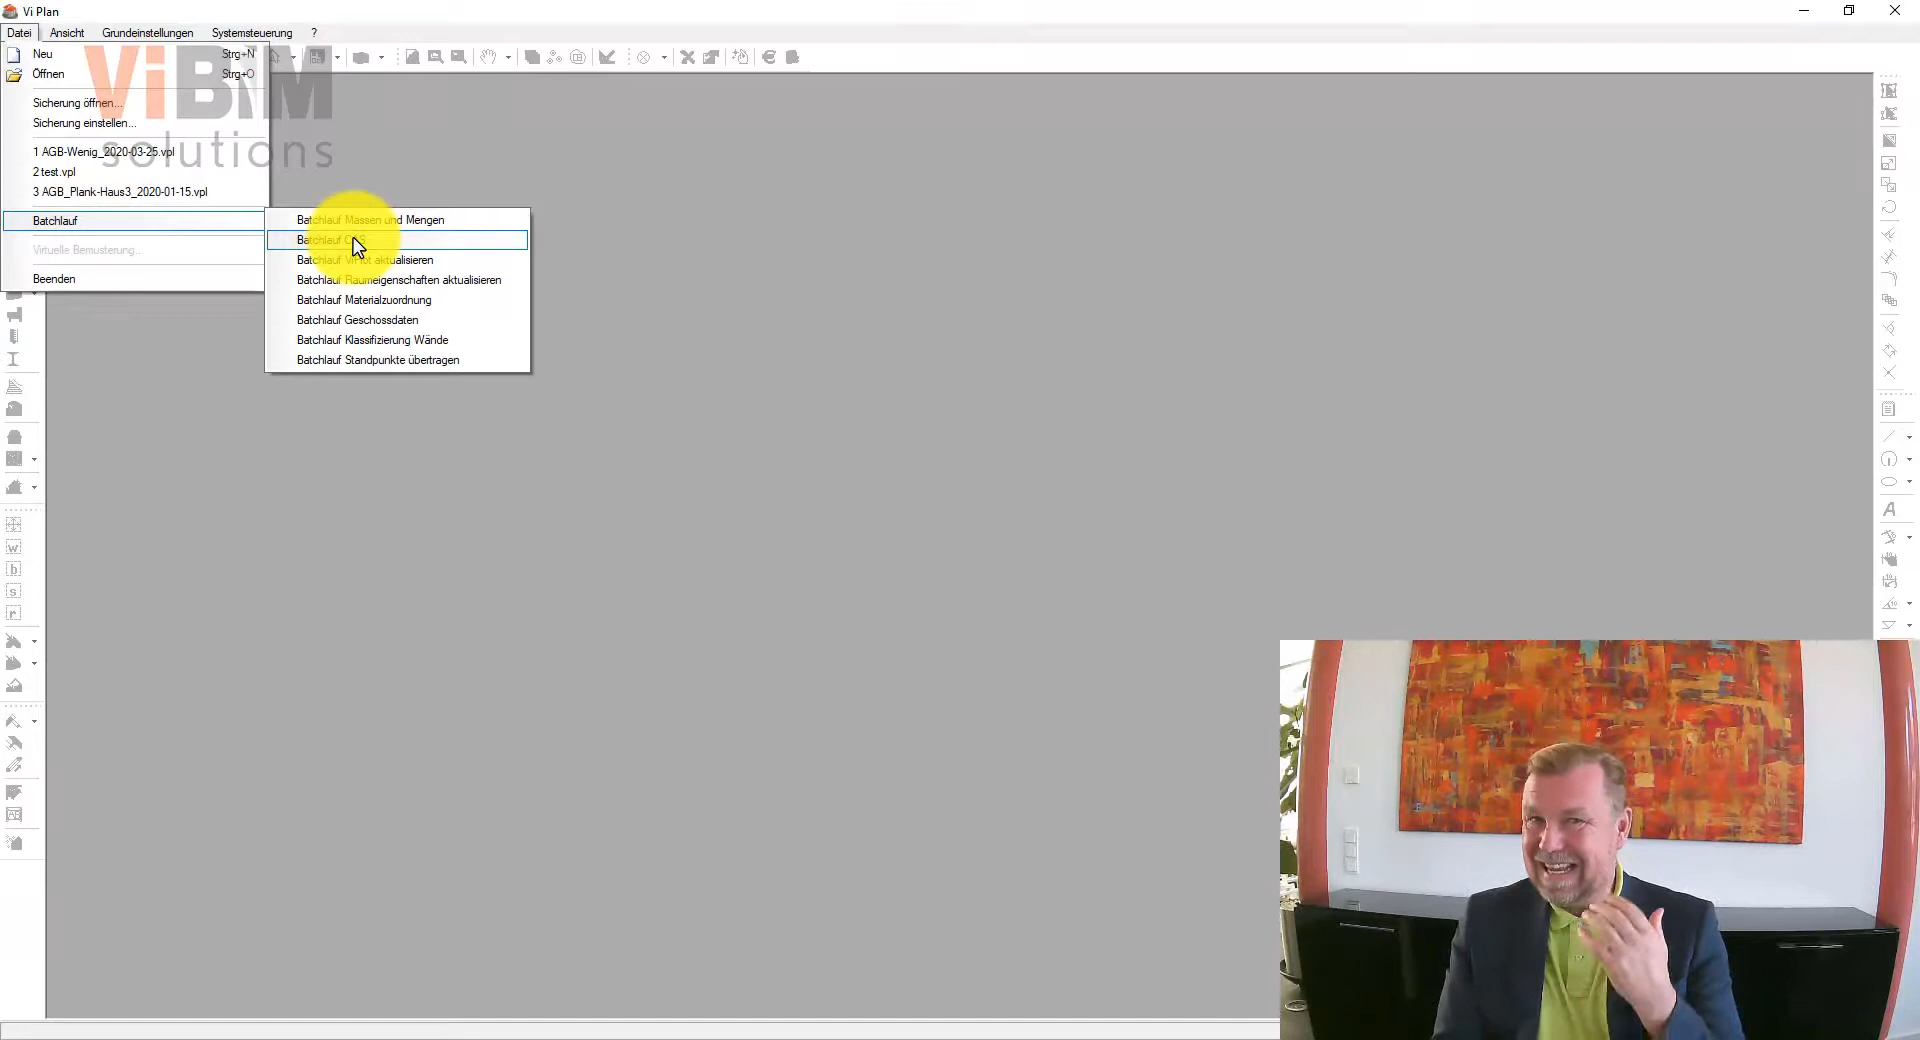 Vi Plan
Datei Ansicht Grundeinstellungen Systemsteuerung ?
Neu Strg+N
Öffnen Strg+O
Sicherung öffnen...
Sicherung einstellen...
1 AGB-Wenig_2020-03-25.vpl
2 test.vpl
3 AGB_Plank-Haus3_2020-01-15.vpl
Batchlauf
Virtuelle Bemusterung...
Beenden
ViBIM
solutions
Batchlauf Massen und Mengen
Batchlauf
Batchlauf aktualisieren
Batchlauf Raumeigenschaften aktualisieren
Batchlauf Materialzuordnung
Batchlauf Geschossdaten
Batchlauf Klassifizierung Wände
Batchlauf Standpunkte übertragen
w
b
s
r
A